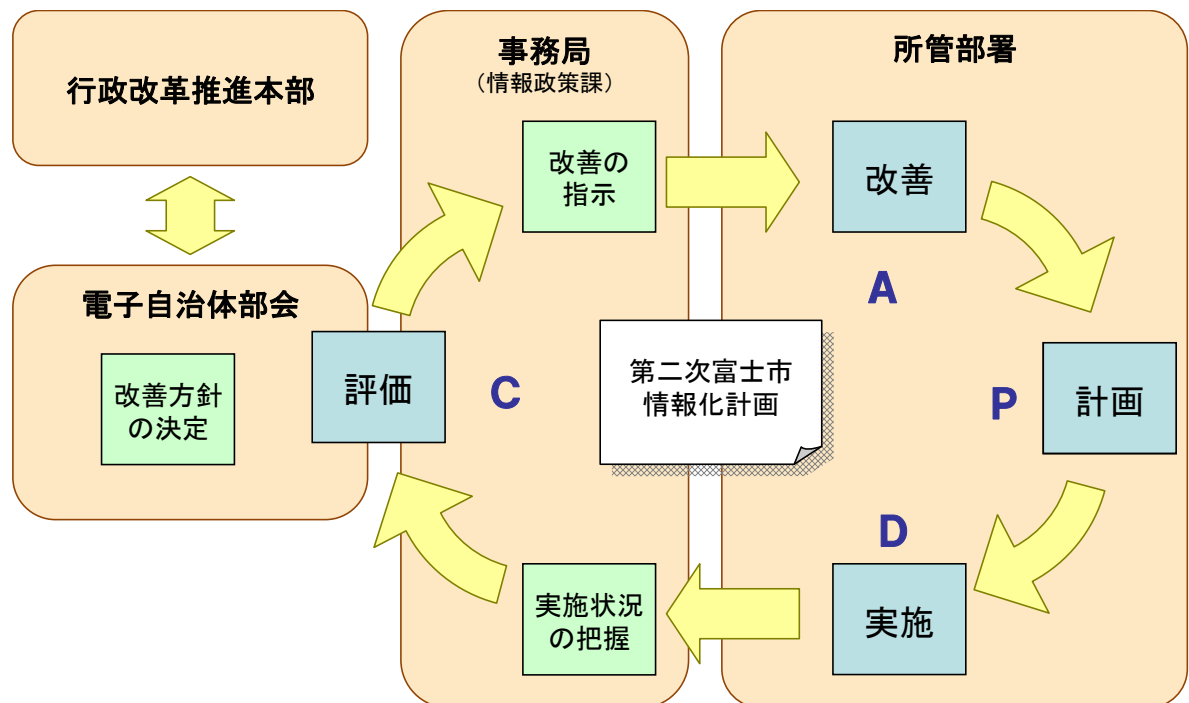 行政改革推進本部
事務局
（情報政策課）
所管部署
改善の
指示
改善
A
電子自治体部会
改善方針
の決定
評価
C
第二次富士市
情報化計画
P
計画
D
実施状況
の把握
実施